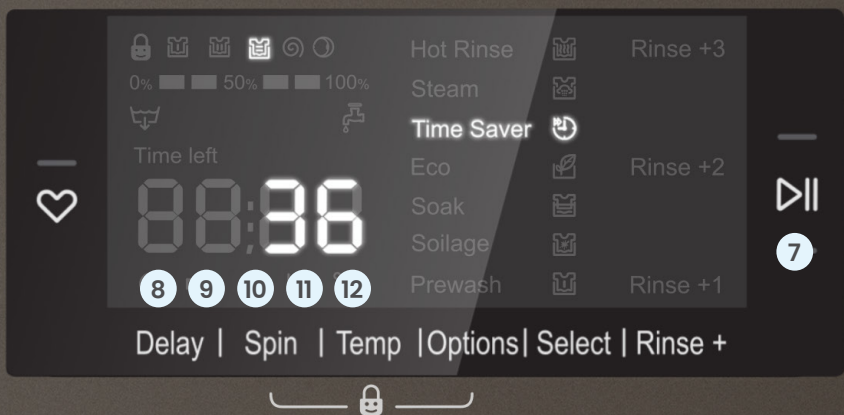 Hot Rinse Rinse +3
0% 50% 100%
Steam
Time Saver
Time left
Eco Rinse +2
36
Soak
Soilage
7
8 9 10 11 12
Prewash Rinse +1
Delay | Spin | Temp | Options | Select | Rinse +